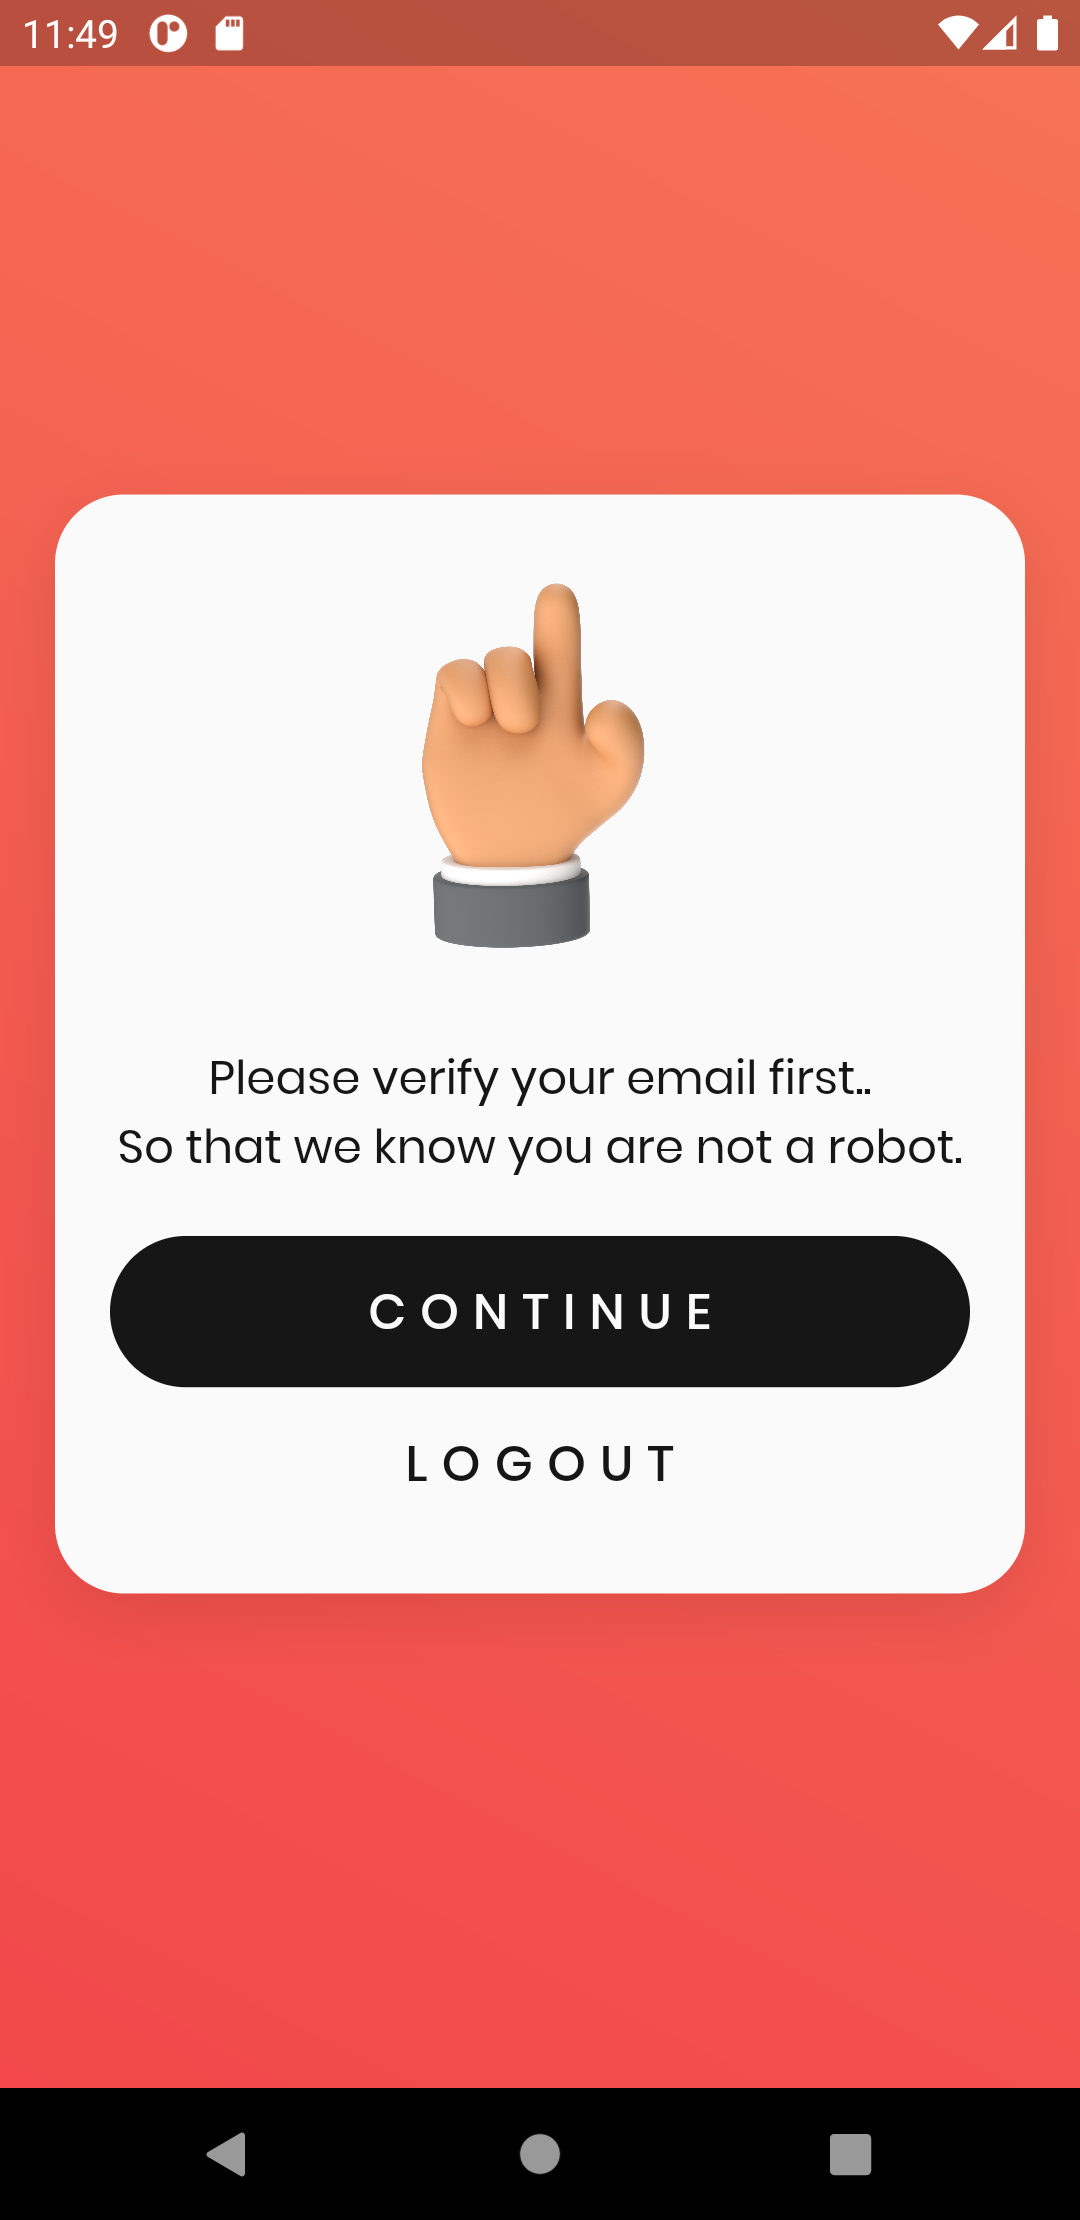 11:49
Please verify your email first..
So that we know you are not a robot.
CONTINUE
LOGOUT